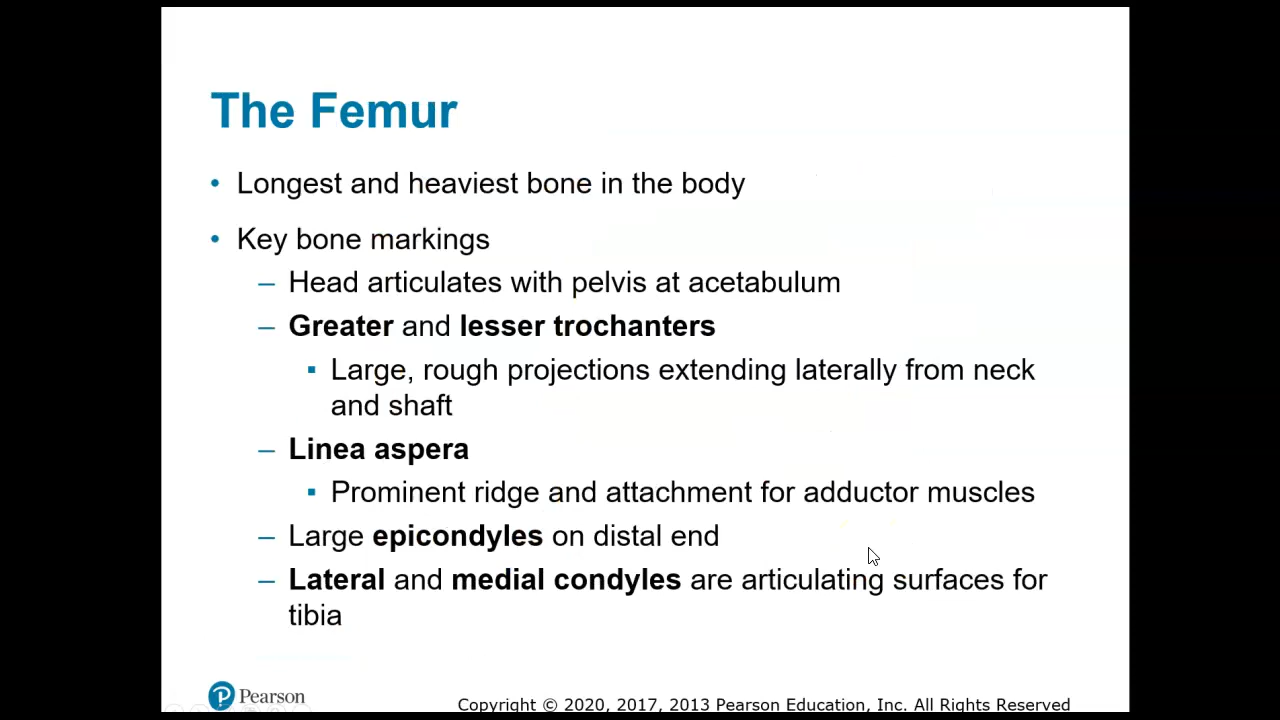 The Femur
• Longest and heaviest bone in the body
• Key bone markings
– Head articulates with pelvis at acetabulum
– Greater and lesser trochanters
▪ Large, rough projections extending laterally from neck
and shaft
– Linea aspera
▪ Prominent ridge and attachment for adductor muscles
– Large epicondyles on distal end
– Lateral and medial condyles are articulating surfaces for
tibia
P Pearson
Copyright © 2020, 2017, 2013 Pearson Education, Inc. All Rights Reserved